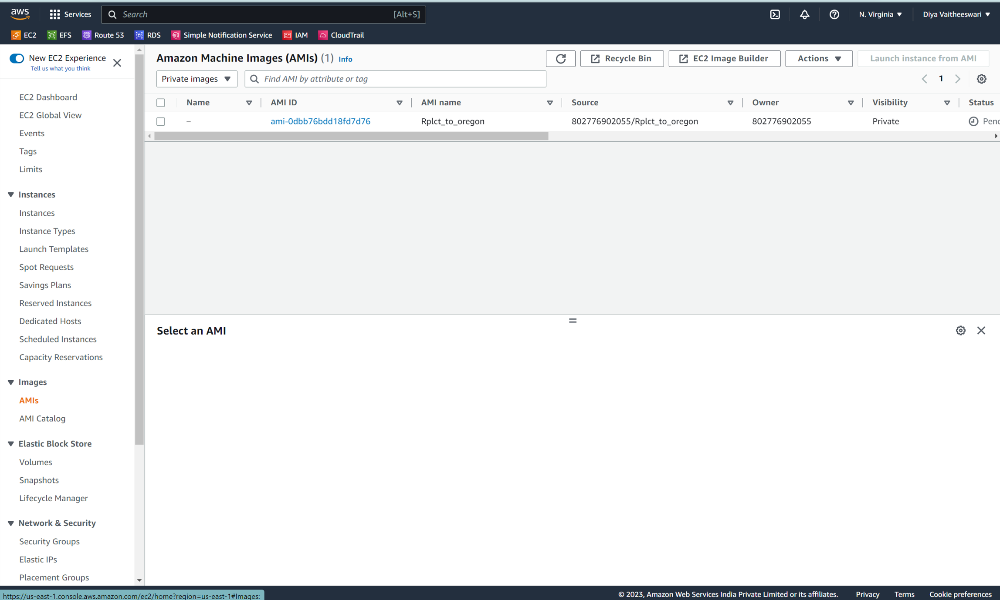 aws
Services
Search [Alt+S]
N. Virginia
Diya Vaitheeswari
EC2 EFS Route 53 RDS Simple Notification Service IAM CloudTrail
New EC2 Experience
Tell us what you think
EC2 Dashboard
EC2 Global View
Events
Tags
Limits
Instances
Instances
Instance Types
Launch Templates
Spot Requests
Savings Plans
Reserved Instances
Dedicated Hosts
Scheduled Instances
Capacity Reservations
Images
AMIs
AMI Catalog
Elastic Block Store
Volumes
Snapshots
Lifecycle Manager
Network & Security
Security Groups
Elastic IPs
Placement Groups
Amazon Machine Images (AMIs) (1) Info
Recycle Bin
EC2 Image Builder
Actions
Launch instance from AMI
Private images
Find AMI by attribute or tag
1
Name AMI ID AMI name Source Owner Visibility Status
– ami-0dbb76bdd18fd7d76 Rplct_to_oregon 802776902055/Rplct_to_oregon 802776902055 Private
Select an AMI
https://us-east-1.console.aws.amazon.com/ec2/home?region=us-east-1#Images:
© 2023, Amazon Web Services India Private Limited or its affiliates. Privacy Terms Cookie preferences